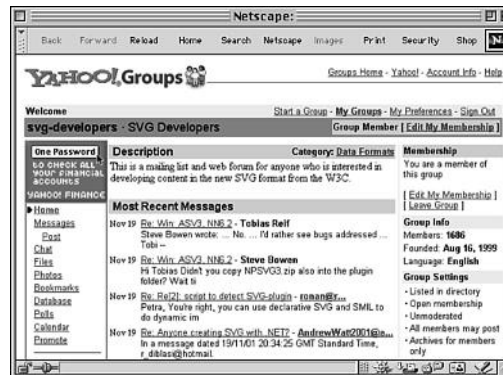 Netscape:
Back Forward Reload Home Search Netscape Images Print Security Shop N
YAHOO! Groups
Groups Home - Yahoo! - Account Info - Help
Welcome
Start a Group - My Groups - My Preferences - Sign Out
svg-developers · SVG Developers
Group Member [ Edit My Membership ]
One Password
TO CHECK ALL
YOUR FINANCIAL
ACCOUNTS
YAHOO! FINANCE
Home
Messages
Post
Chat
Files
Photos
Bookmarks
Database
Polls
Calendar
Promote
Description
Category: Data Formats
This is a mailing list and web forum for anyone who is interested in
developing content in the new SVG format from the W3C.
Most Recent Messages
Nov 19 Re: Win: ASV3, NN6.2 - Tobias Reif
Steve Bowen wrote: ... No. ... I'd rather see bugs addressed ...
Tobi --
Nov 19 Re: Win: ASV3, NN6.2 - Steve Bowen
Hi Tobias Didn't you copy NPSVG3.zip also into the plugin
folder? Wait ti
Nov 19 Re: Re[2]: script to detect SVG-plugin - ronan@r...
Petra, You're right, you can use declarative SVG and SMIL to
do dynamic im
Nov 19 Re: Anyone creating SVG with .NET? - AndrewWatt2001@a...
In a message dated 19/11/01 20:34:25 GMT Standard Time,
r_diblasi@hotmail.
Membership
You are a member of
this group
[ Edit My Membership ]
[ Leave Group ]
Group Info
Members: 1686
Founded: Aug 16, 1999
Language: English
Group Settings
· Listed in directory
· Open membership
· Unmoderated
· All members may post
· Archives for members
only